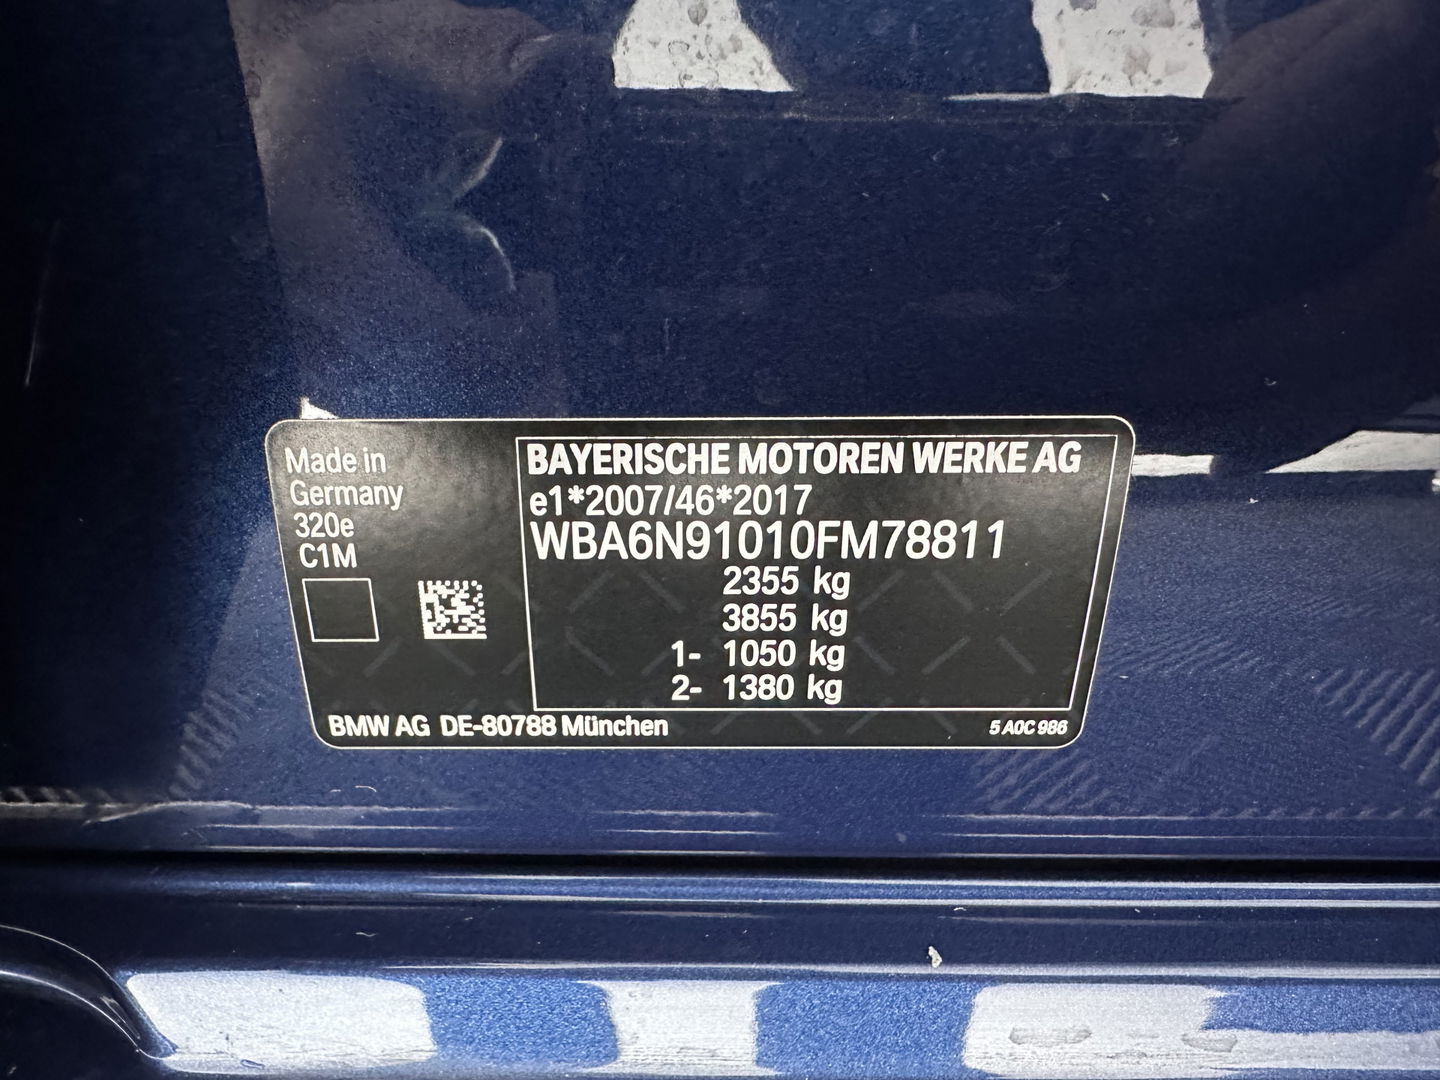 Made in
Germany
320e
C1M
BAYERISCHE MOTOREN WERKE AG
e1*2007/46*2017
WBA6N91010FM78811
2355 kg
3855 kg
1- 1050 kg
2- 1380 kg
BMW AG DE-80788 München
5 A0C 986